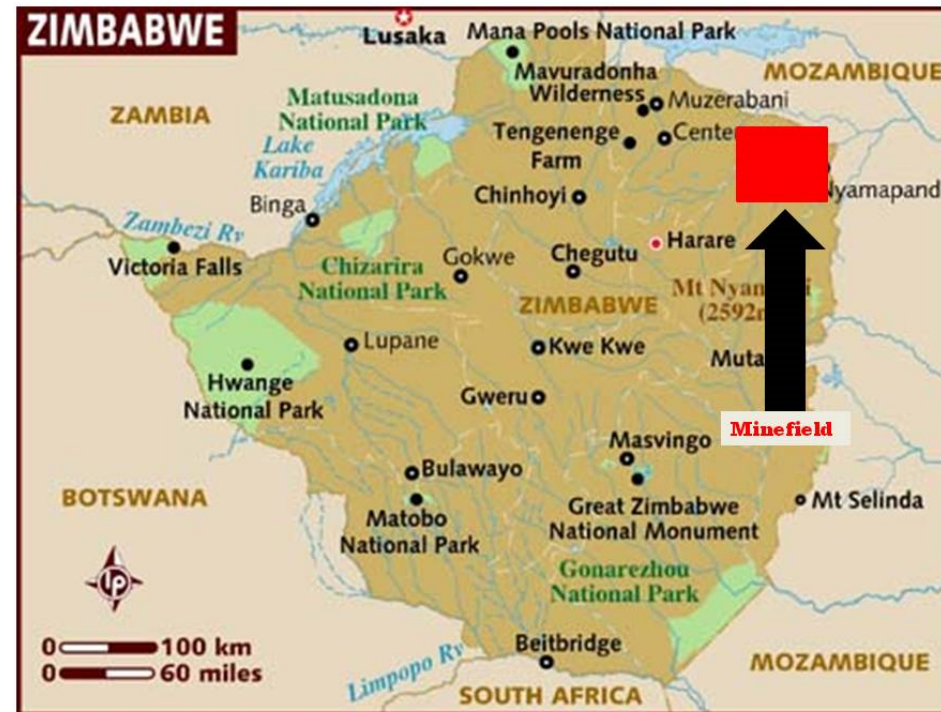 ZIMBABWE
Lusaka
Mana Pools National Park
MOZAMBIQUE
ZAMBIA
Matusadona
National Park
Mavuradonha
Wilderness
Muzerabani
Tengenenge
Farm
Lake
Kariba
Chinhoyi
Binga
Zambezi Rv
Victoria Falls
Harare
Chegutu
Gokwe
Chizarira
National Park
ZIMBABWE
Lupane
Kwe Kwe
Hwange
National Park
Gweru
Minefield
Masvingo
Bulawayo
BOTSWANA
Matobo
National Park
Great Zimbabwe
National Monument
Mt Selinda
Gonarezhou
National Park
lp
0 100 km
0 60 miles
Beitbridge
Limpopo Rv
MOZAMBIQUE
SOUTH AFRICA